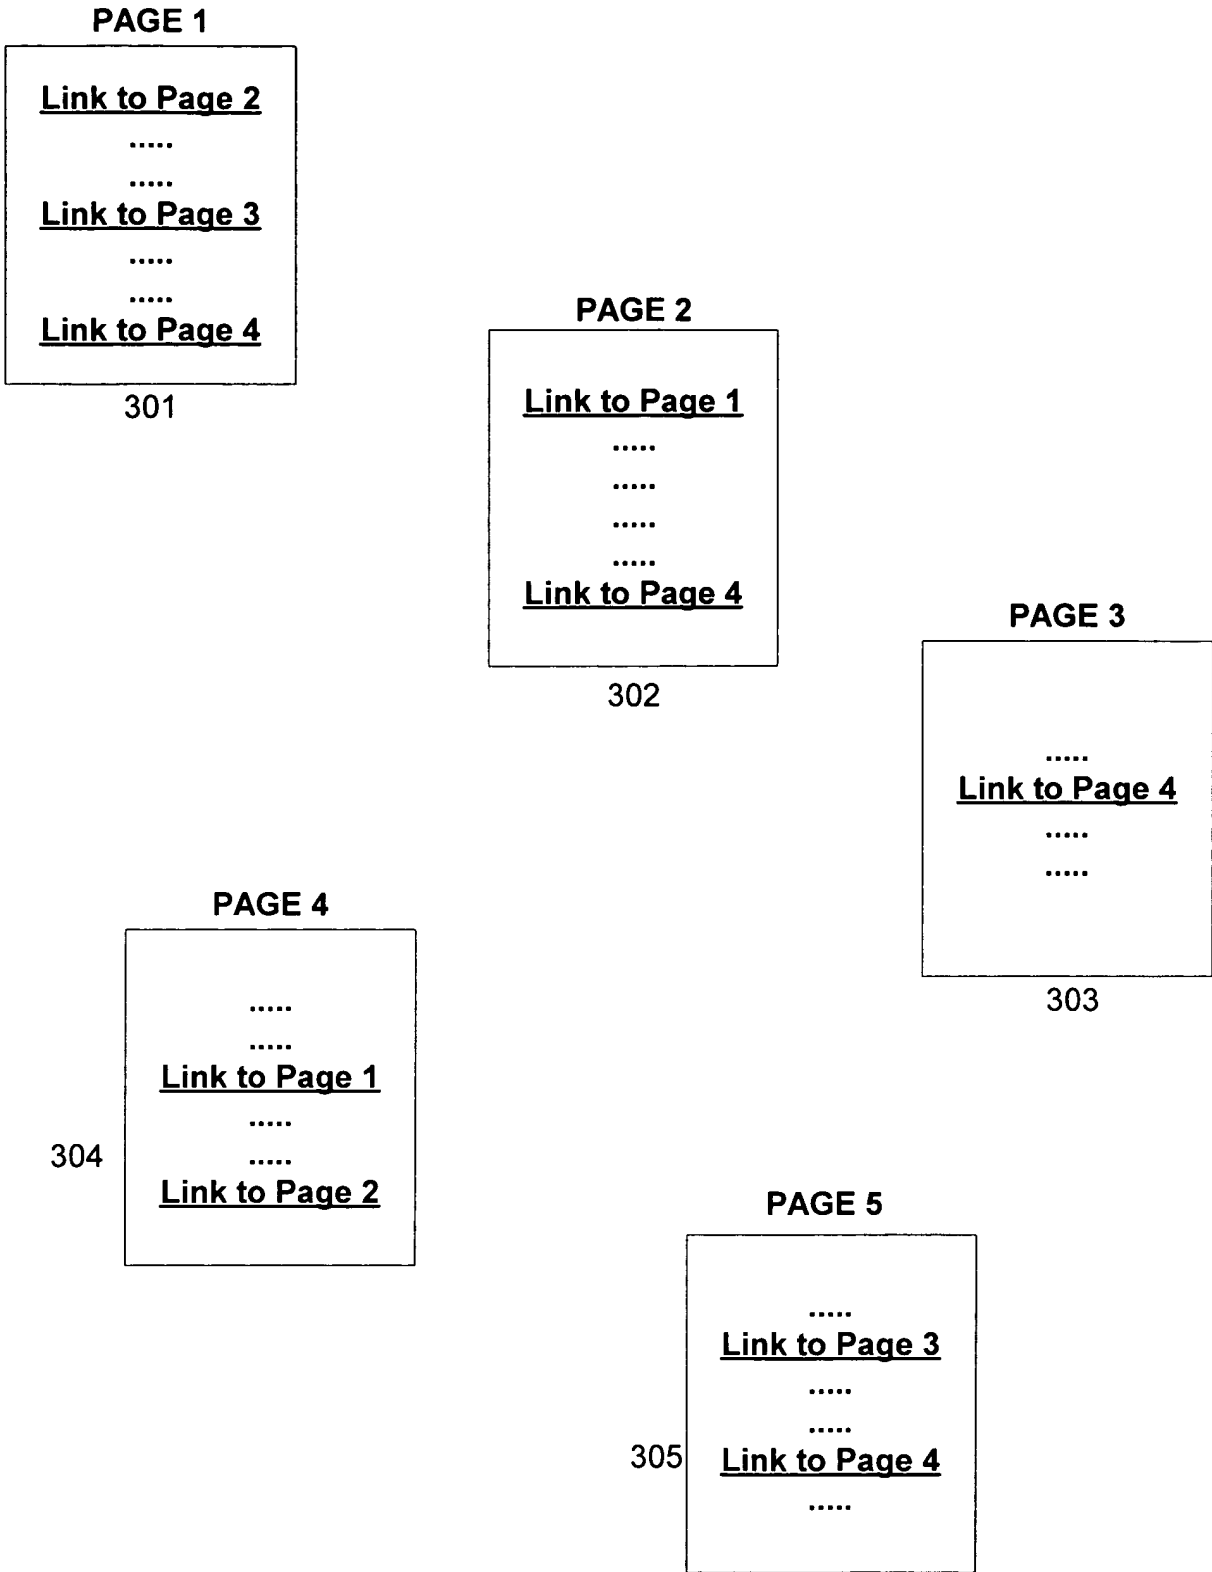 PAGE 1
Link to Page 2
.....
.....
Link to Page 3
.....
.....
Link to Page 4
301
PAGE 2
Link to Page 1
.....
.....
.....
.....
Link to Page 4
302
PAGE 3
.....
Link to Page 4
.....
.....
303
PAGE 4
.....
.....
Link to Page 1
.....
.....
Link to Page 2
304
PAGE 5
.....
Link to Page 3
.....
.....
Link to Page 4
.....
305